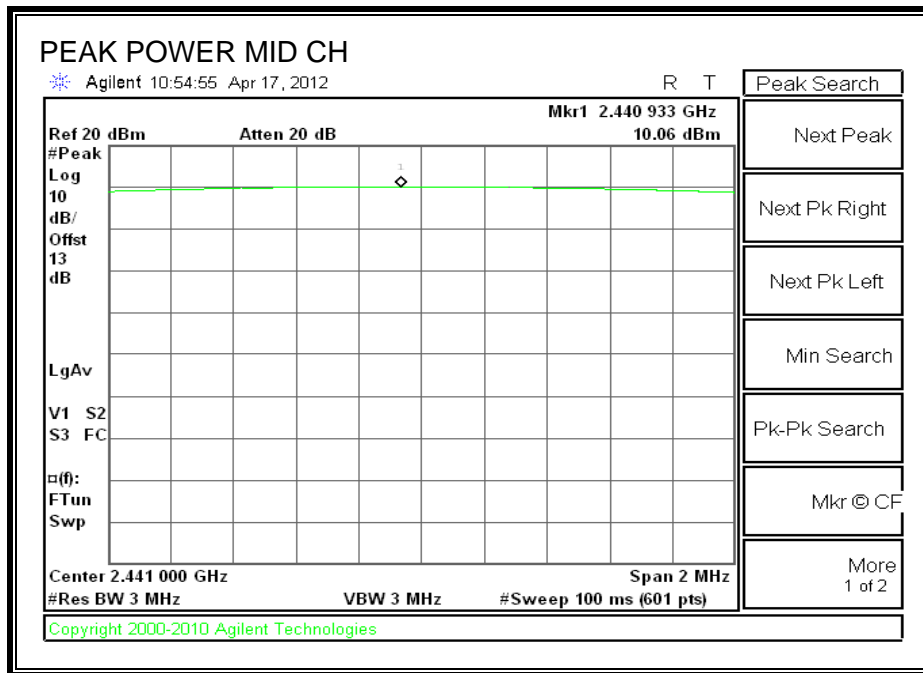 PEAK POWER MID CH
Agilent 10:54:55 Apr 17, 2012
R T
Peak Search
Mkr1 2.440 933 GHz
Ref 20 dBm Atten 20 dB 10.06 dBm
#Peak
Log
10
dB/
Offst
13
dB
LgAv
V1 S2
S3 FC
¤(f):
FTun
Swp
1
Center 2.441 000 GHz Span 2 MHz
#Res BW 3 MHz VBW 3 MHz #Sweep 100 ms (601 pts)
Copyright 2000-2010 Agilent Technologies
Next Peak
Next Pk Right
Next Pk Left
Min Search
Pk-Pk Search
Mkr © CF
More
1 of 2